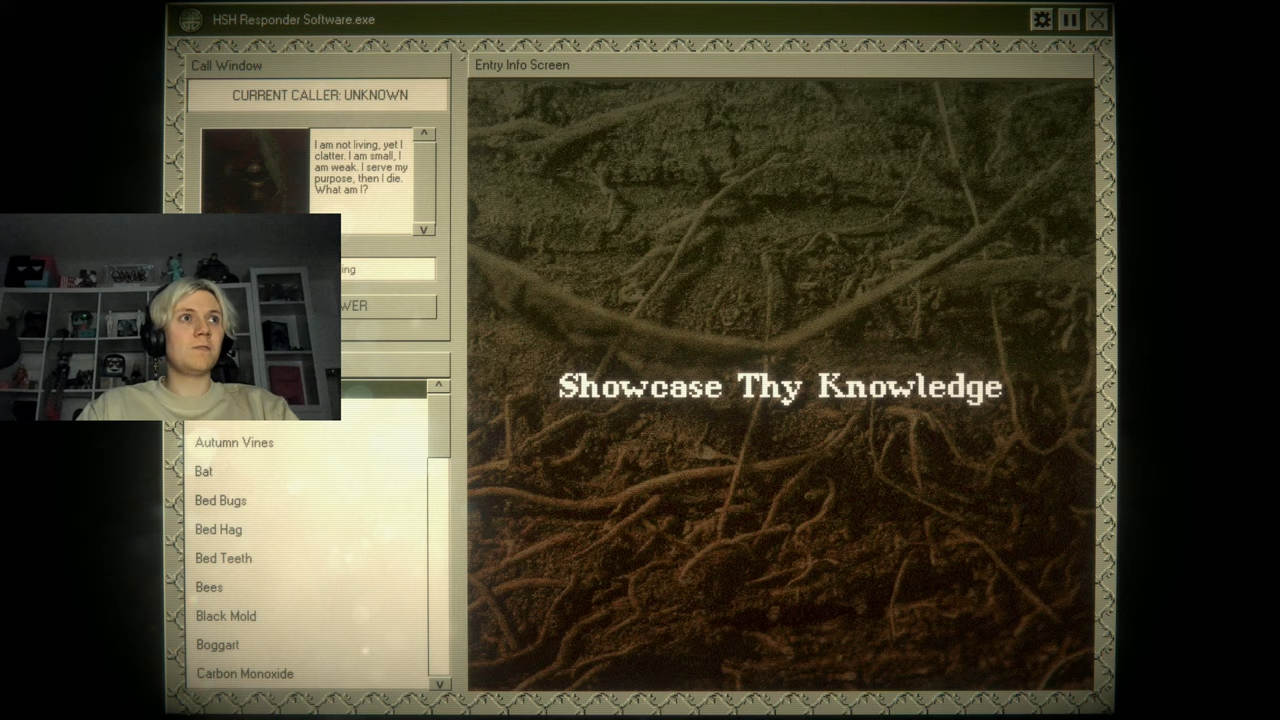 HSH Responder Software.exe
Call Window
CURRENT CALLER: UNKNOWN
I am not living, yet I
clatter. I am small, I
am weak. I serve my
purpose, then I die.
What am I?
Autumn Vines
Bat
Bed Bugs
Bed Hag
Bed Teeth
Bees
Black Mold
Boggart
Carbon Monoxide
Entry Info Screen
Showcase Thy Knowledge